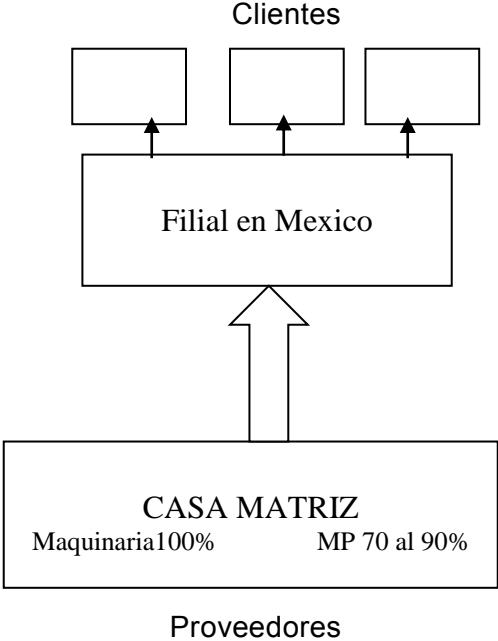 Clientes
Filial en Mexico
CASA MATRIZ
Maquinaria100% MP 70 al 90%
Proveedores